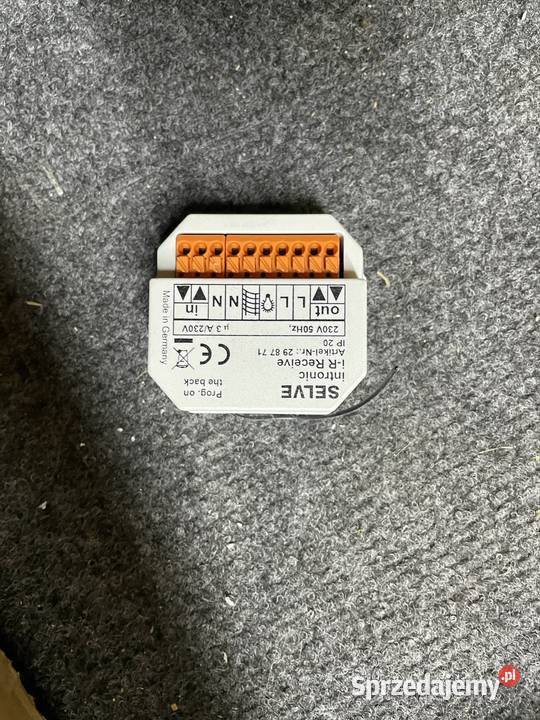 SELVE
intronic
i-R Receive
Artikel-Nr.: 29 87 71
IP 20
Prog. on
the back
CE
230V 50Hz, µ 3 A/230V
out L L N N in
Made in Germany
Sprzedajemy.pl